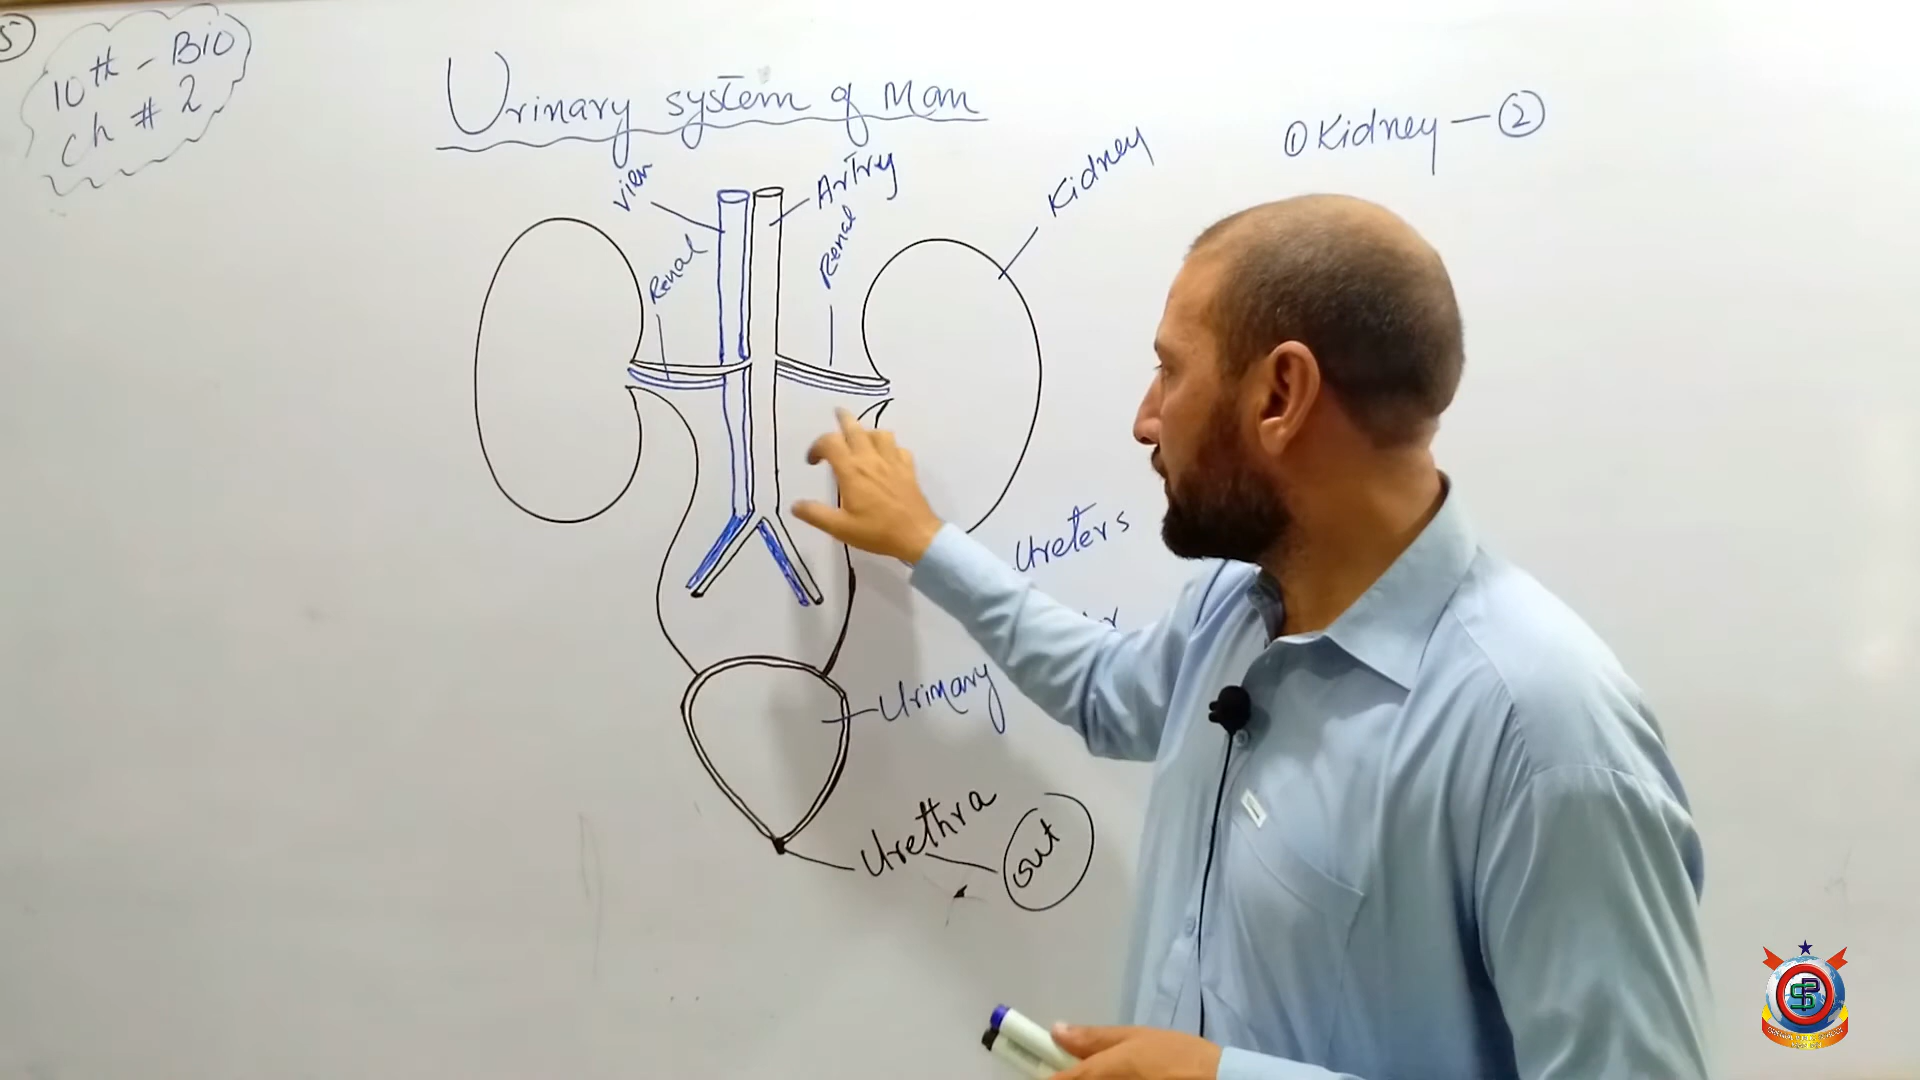 5
10th - Bio
ch # 2
Urinary system of Man
① Kidney - ②
Vien
Artry
Kidney
Renal
Renal
Ureters
Urinary
Urethra
out